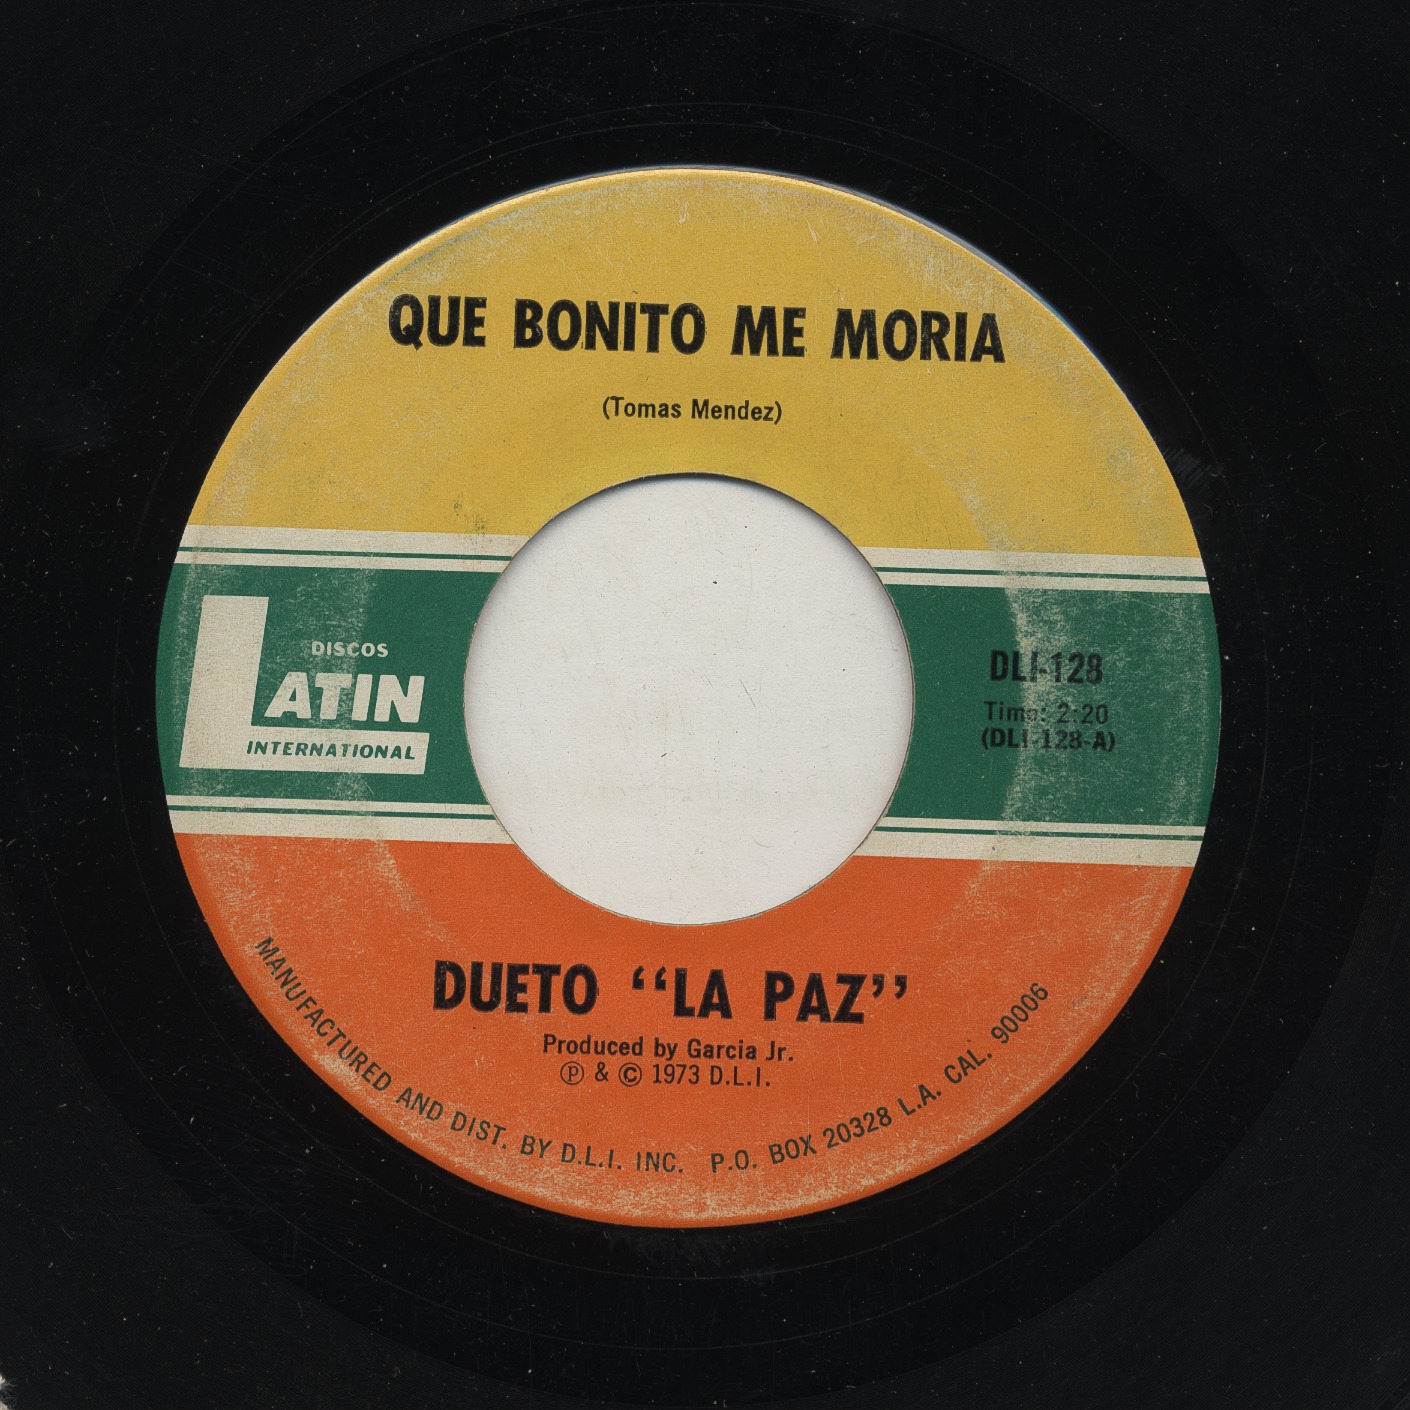 QUE BONITO ME MORIA
(Tomas Mendez)
DISCOS
LATIN
INTERNATIONAL
DLI-128
Time: 2:20
(DLI-128-A)
DUETO “LA PAZ”
Produced by Garcia Jr.
℗ & © 1973 D.L.I.
MANUFACTURED AND DIST. BY D.L.I. INC. P.O. BOX 20328 L.A. CAL. 90006